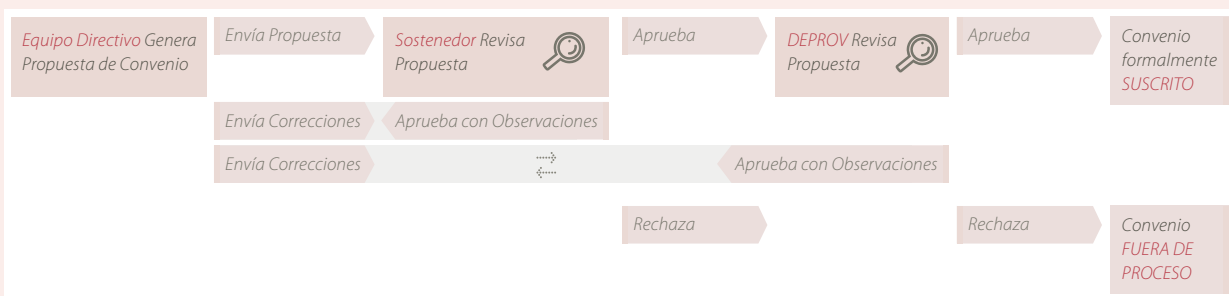 Equipo Directivo Genera
Propuesta de Convenio
Envía Propuesta
Sostenedor Revisa
Propuesta
Aprueba
DEPROV Revisa
Propuesta
Aprueba
Convenio
formalmente
SUSCRITO
Envía Correcciones
Aprueba con Observaciones
Envía Correcciones
Aprueba con Observaciones
Rechaza
Rechaza
Convenio
FUERA DE
PROCESO